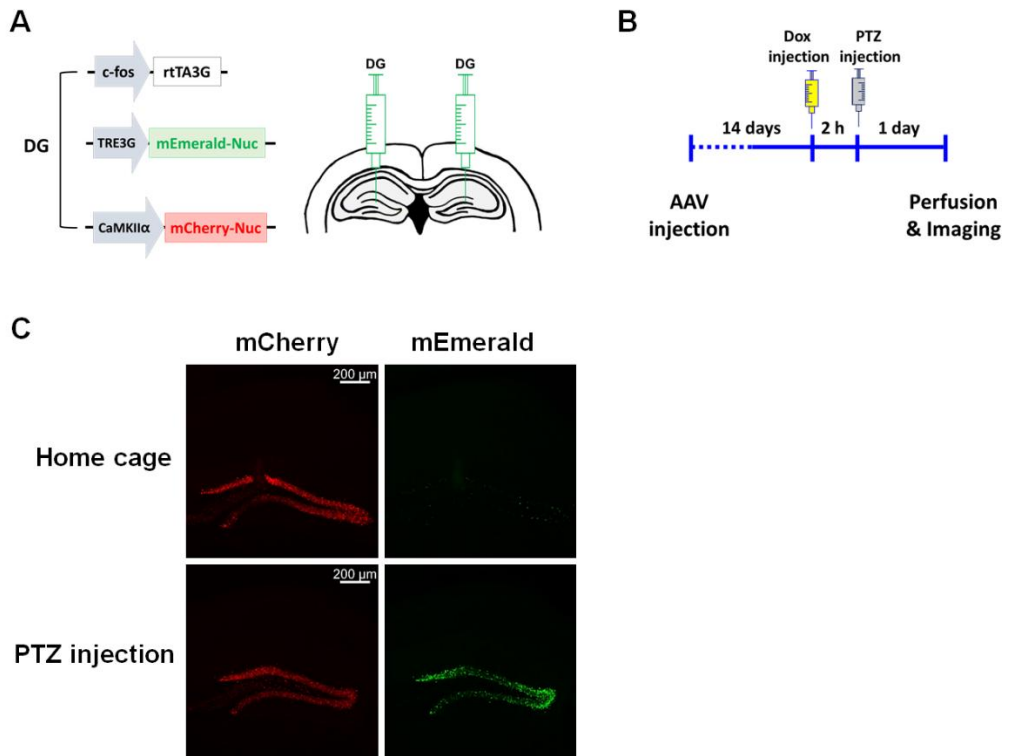 A
c-fos rtTA3G
DG
TRE3G mEmerald-Nuc
CaMKIIα mCherry-Nuc
DG DG
B
Dox injection
PTZ injection
14 days 2 h 1 day
AAV injection
Perfusion & Imaging
C
mCherry mEmerald
Home cage
200 µm
PTZ injection
200 µm